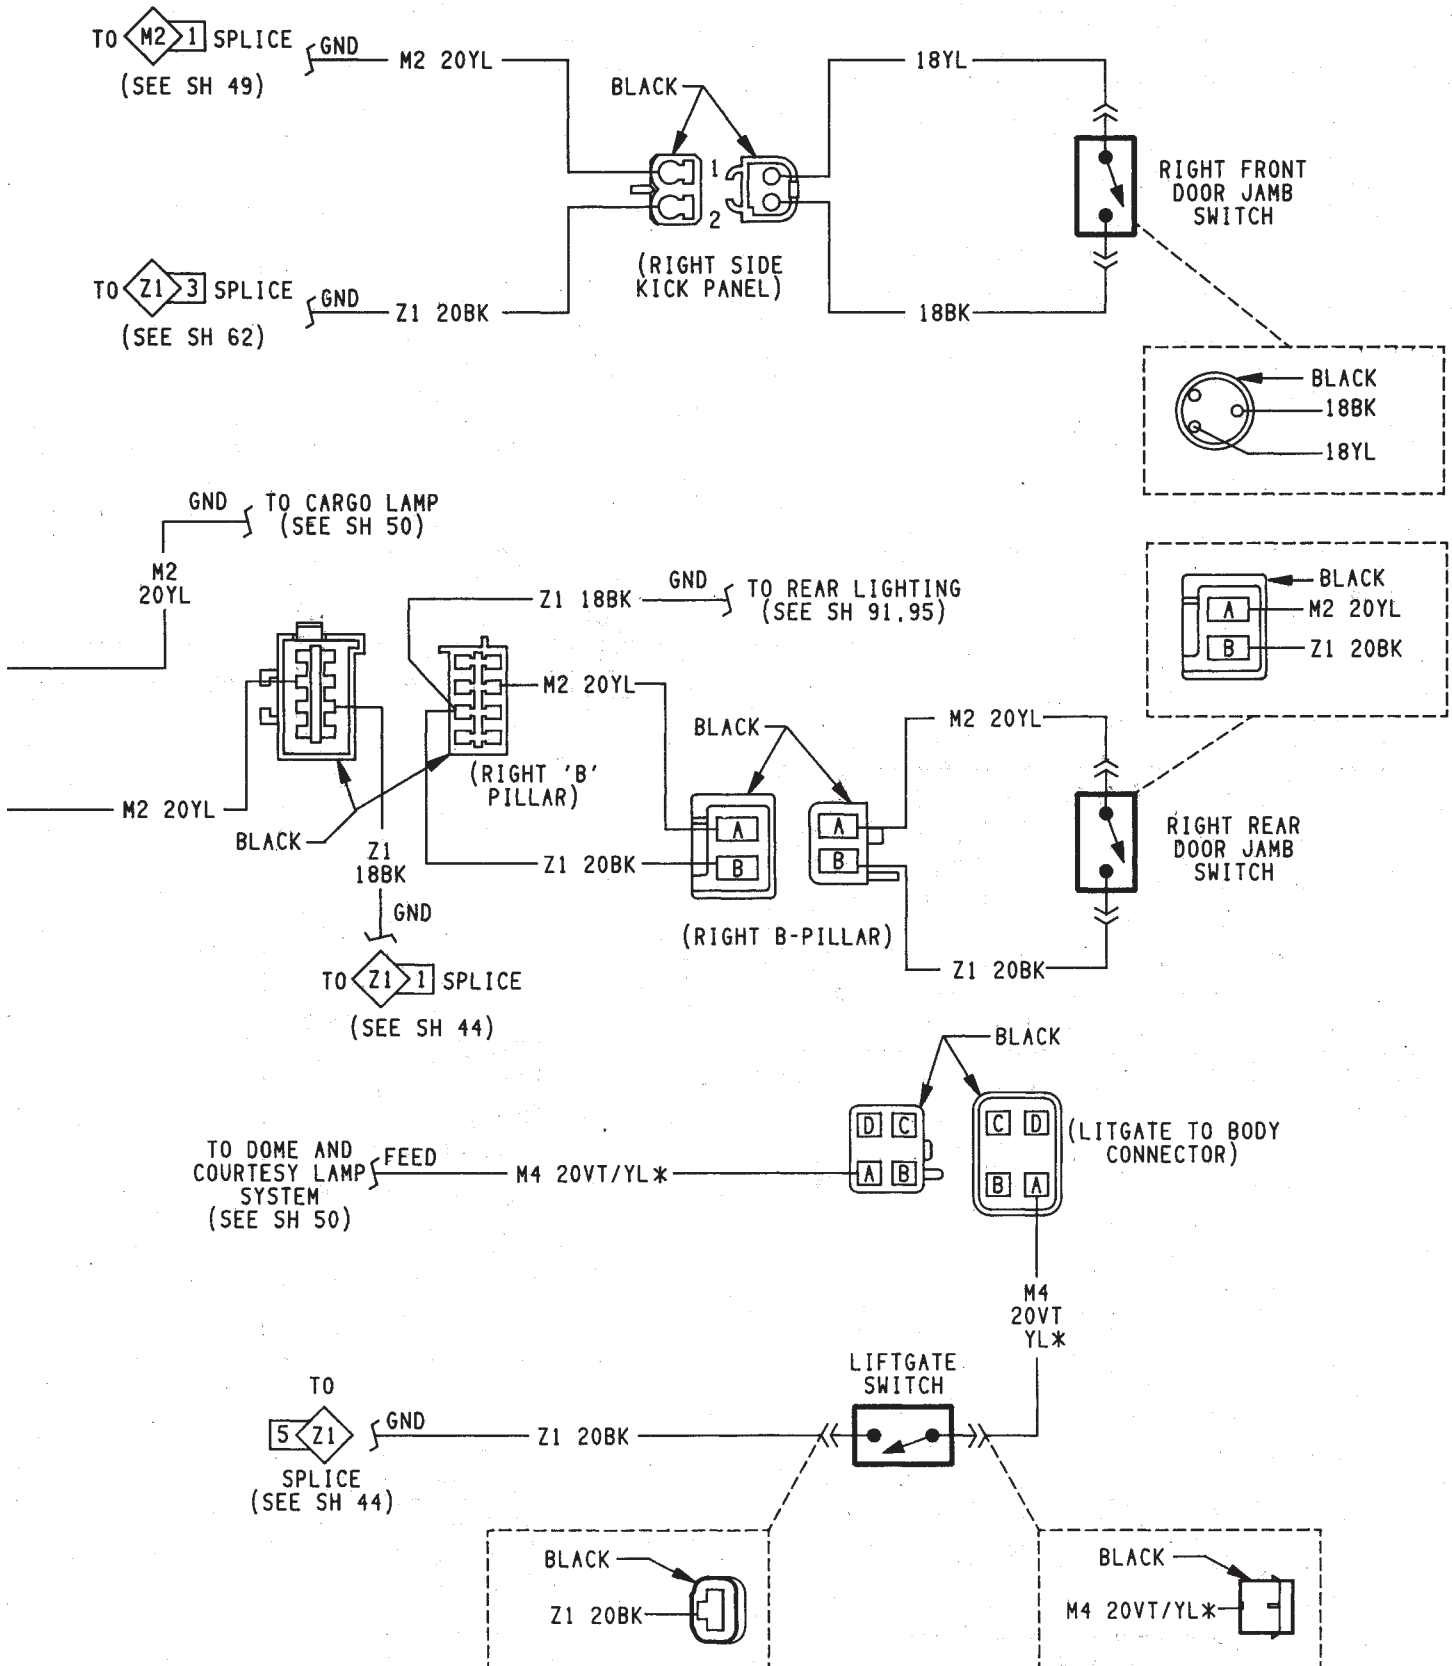 TO M2 1 SPLICE
(SEE SH 49)
GND
M2 20YL
BLACK
18YL
1
2
(RIGHT SIDE
KICK PANEL)
RIGHT FRONT
DOOR JAMB
SWITCH
TO Z1 3 SPLICE
(SEE SH 62)
GND
Z1 20BK
18BK
BLACK
18BK
18YL
GND
TO CARGO LAMP
(SEE SH 50)
M2
20YL
Z1 18BK
GND
TO REAR LIGHTING
(SEE SH 91,95)
BLACK
A
M2 20YL
B
Z1 20BK
M2 20YL
BLACK
M2 20YL
(RIGHT 'B'
PILLAR)
M2 20YL
BLACK
Z1
18BK
GND
TO Z1 1 SPLICE
(SEE SH 44)
Z1 20BK
A
B
A
B
(RIGHT B-PILLAR)
RIGHT REAR
DOOR JAMB
SWITCH
Z1 20BK
BLACK
D C
A B
C D
B A
(LITGATE TO BODY
CONNECTOR)
TO DOME AND
COURTESY LAMP
SYSTEM
(SEE SH 50)
FEED
M4 20VT/YL*
M4
20VT
YL*
LIFTGATE
SWITCH
TO
5 Z1
SPLICE
(SEE SH 44)
GND
Z1 20BK
BLACK
Z1 20BK
BLACK
M4 20VT/YL*